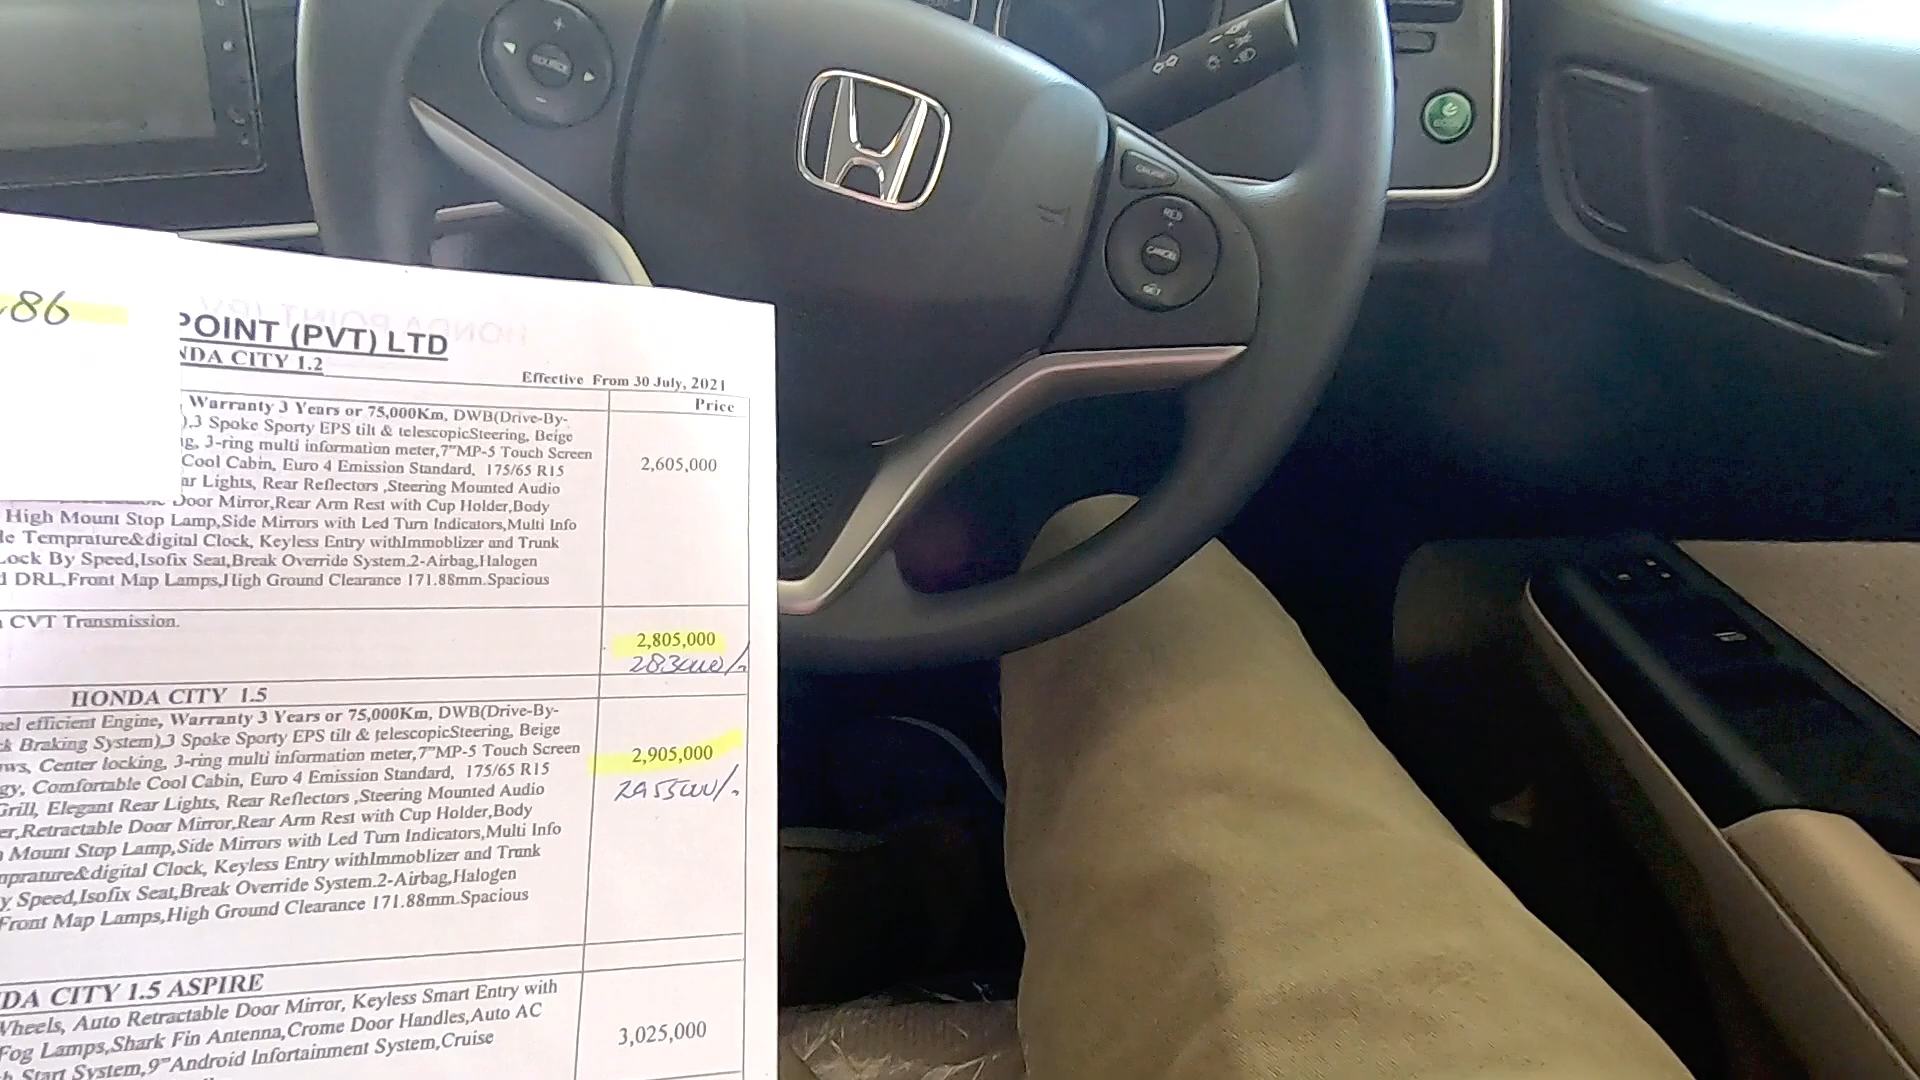 SOURCE
CRUISE
RES
+
CANCEL
SET
ECON
86
POINT (PVT) LTD
NDA CITY 1.2
Effective From 30 July, 2021
Price
Warranty 3 Years or 75,000Km, DWB(Drive-By-
),3 Spoke Sporty EPS tilt & telescopicSteering, Beige
ıg, 3-ring multi information meter,7"MP-5 Touch Screen
Cool Cabin, Euro 4 Emission Standard, 175/65 R15
2,605,000
ar Lights, Rear Reflectors ,Steering Mounted Audio
Door Mirror,Rear Arm Rest with Cup Holder,Body
High Mount Stop Lamp,Side Mirrors with Led Turn Indicators,Multi Info
le Temprature&digital Clock, Keyless Entry withImmoblizer and Trunk
Lock By Speed,Isofix Seat,Break Override System.2-Airbag,Halogen
d DRL,Front Map Lamps,High Ground Clearance 171.88mm.Spacious
CVT Transmission.
2,805,000
283000/-
HONDA CITY 1.5
uel efficient Engine, Warranty 3 Years or 75,000Km, DWB(Drive-By-
k Braking System),3 Spoke Sporty EPS tilt & telescopicSteering, Beige
ws, Center locking, 3-ring multi information meter,7"MP-5 Touch Screen
2,905,000
gy, Comfortable Cool Cabin, Euro 4 Emission Standard, 175/65 R15
Grill, Elegant Rear Lights, Rear Reflectors ,Steering Mounted Audio
295500/-
er,Retractable Door Mirror,Rear Arm Rest with Cup Holder,Body
Mount Stop Lamp,Side Mirrors with Led Turn Indicators,Multi Info
mprature&digital Clock, Keyless Entry withImmoblizer and Trunk
y Speed,Isofix Seat,Break Override System.2-Airbag,Halogen
Front Map Lamps,High Ground Clearance 171.88mm.Spacious
DA CITY 1.5 ASPIRE
Wheels, Auto Retractable Door Mirror, Keyless Smart Entry with
Fog Lamps,Shark Fin Antenna,Crome Door Handles,Auto AC
3,025,000
h Start System,9"Android Infortainment System,Cruise